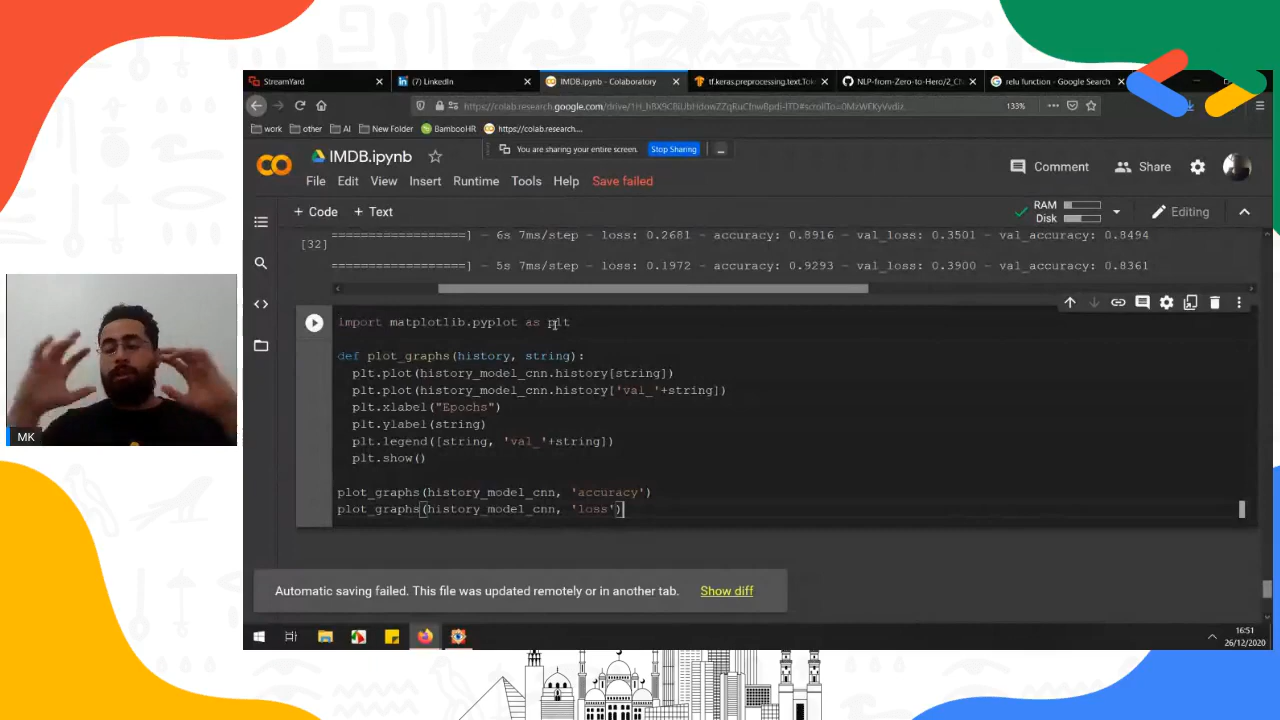 StreamYard
(7) LinkedIn
IMDB.ipynb - Colaboratory
tf.keras.preprocessing.text.Tok
NLP-from-Zero-to-Hero/2_Ch
relu function - Google Search
133%
work
other
AI
New Folder
BambooHR
https://colab.research....
You are sharing your entire screen.
Stop Sharing
IMDB.ipynb
Comment
Share
File
Edit
View
Insert
Runtime
Tools
Help
Save failed
+ Code
+ Text
RAM
Disk
Editing
[32]
==================] - 6s 7ms/step - loss: 0.2681 - accuracy: 0.8916 - val_loss: 0.3501 - val_accuracy: 0.8494
==================] - 5s 7ms/step - loss: 0.1972 - accuracy: 0.9293 - val_loss: 0.3900 - val_accuracy: 0.8361
import matplotlib.pyplot as plt
def plot_graphs(history, string):
plt.plot(history_model_cnn.history[string])
plt.plot(history_model_cnn.history['val_'+string])
plt.xlabel("Epochs")
plt.ylabel(string)
plt.legend([string, 'val_'+string])
plt.show()
plot_graphs(history_model_cnn, 'accuracy')
plot_graphs(history_model_cnn, 'loss')
MK
Automatic saving failed. This file was updated remotely or in another tab.
Show diff
16:51
26/12/2020